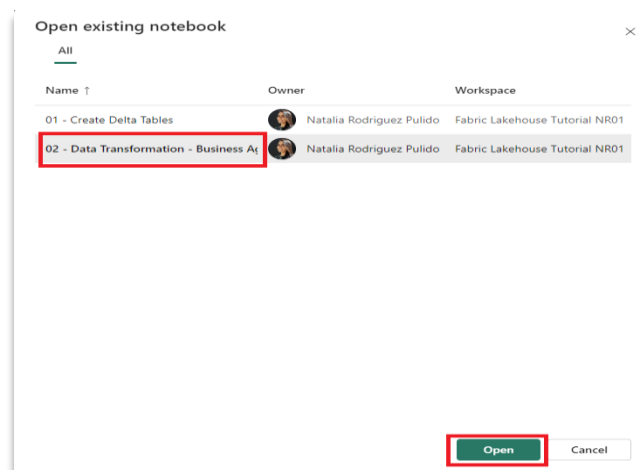 Open existing notebook
All
Name ↑ Owner Workspace
01 - Create Delta Tables Natalia Rodriguez Pulido Fabric Lakehouse Tutorial NR01
02 - Data Transformation - Business Natalia Rodriguez Pulido Fabric Lakehouse Tutorial NR01
Open Cancel